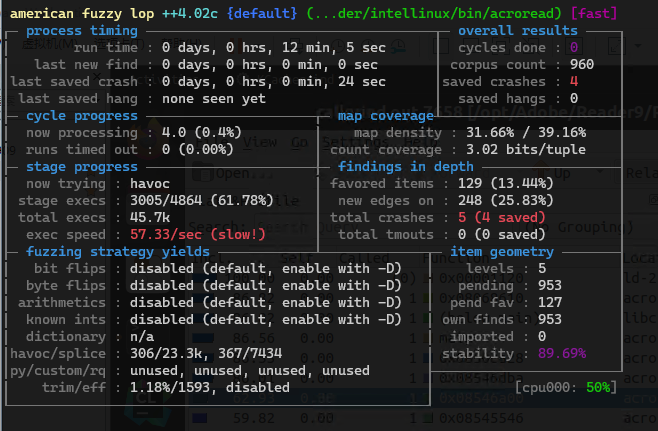 american fuzzy lop ++4.02c {default} (...der/intellinux/bin/acroread) [fast]
process timing
overall results
run time : 0 days, 0 hrs, 12 min, 5 sec
cycles done : 0
last new find : 0 days, 0 hrs, 0 min, 0 sec
corpus count : 960
last saved crash : 0 days, 0 hrs, 0 min, 24 sec
saved crashes : 4
last saved hang : none seen yet
saved hangs : 0
cycle progress
map coverage
now processing : 4.0 (0.4%)
map density : 31.66% / 39.16%
runs timed out : 0 (0.00%)
count coverage : 3.02 bits/tuple
stage progress
findings in depth
now trying : havoc
favored items : 129 (13.44%)
stage execs : 3005/4864 (61.78%)
new edges on : 248 (25.83%)
total execs : 45.7k
total crashes : 5 (4 saved)
exec speed : 57.33/sec (slow!)
total tmouts : 0 (0 saved)
fuzzing strategy yields
item geometry
bit flips : disabled (default, enable with -D)
levels : 5
byte flips : disabled (default, enable with -D)
pending : 953
arithmetics : disabled (default, enable with -D)
pend fav : 127
known ints : disabled (default, enable with -D)
own finds : 953
dictionary : n/a
imported : 0
havoc/splice : 306/23.3k, 367/7434
stability : 89.69%
py/custom/rq : unused, unused, unused, unused
trim/eff : 1.18%/1593, disabled
[cpu000: 50%]